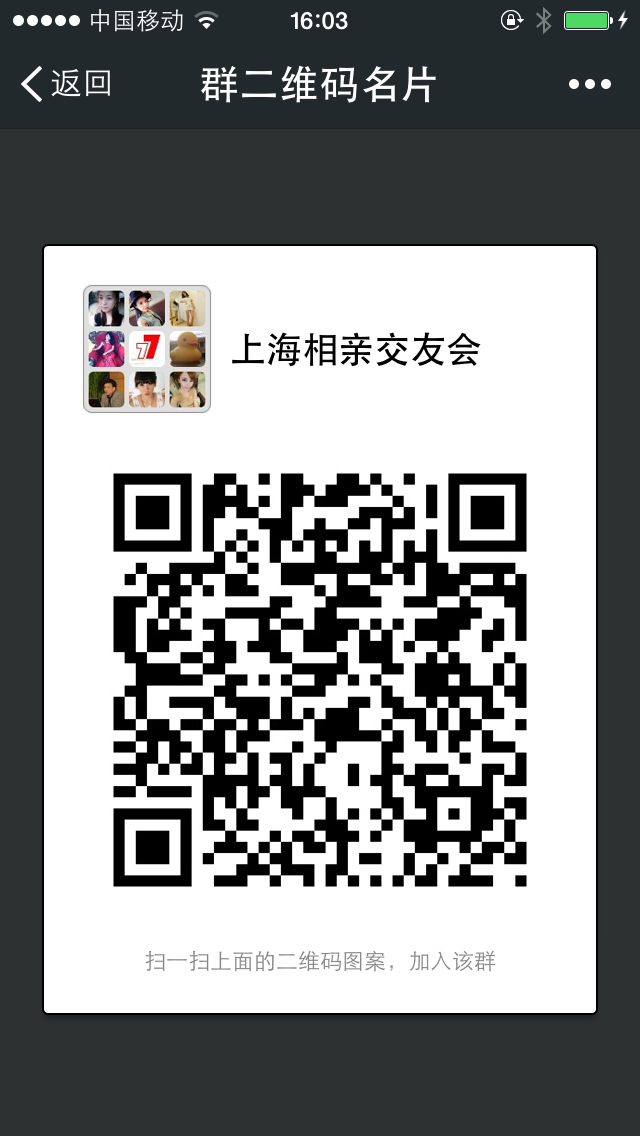 中国移动 16:03
返回 群二维码名片
77
上海相亲交友会
扫一扫上面的二维码图案，加入该群